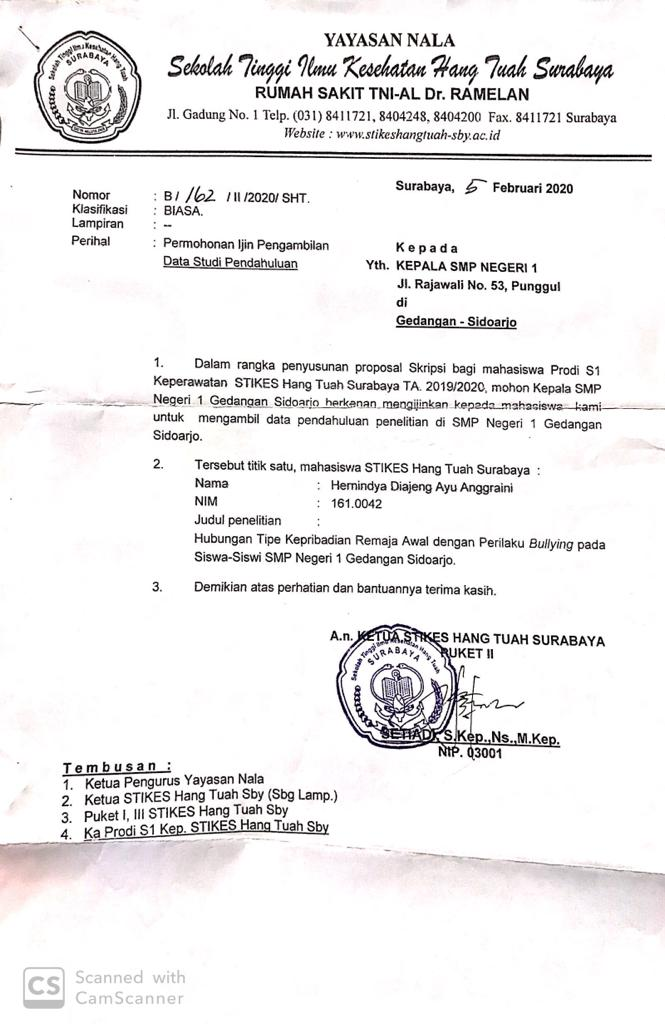 YAYASAN NALA
Sekolah Tinggi Ilmu Kesehatan Hang Tuah Surabaya
RUMAH SAKIT TNI-AL Dr. RAMELAN
Jl. Gadung No. 1 Telp. (031) 8411721, 8404248, 8404200 Fax. 8411721 Surabaya
Website : www.stikeshangtuah-sby.ac.id
Surabaya, 5 Februari 2020
Nomor : B / 162 / II /2020/ SHT.
Klasifikasi : BIASA.
Lampiran : --
Perihal : Permohonan Ijin Pengambilan
Data Studi Pendahuluan
K e p a d a
Yth. KEPALA SMP NEGERI 1
Jl. Rajawali No. 53, Punggul
di
Gedangan - Sidoarjo
1. Dalam rangka penyusunan proposal Skripsi bagi mahasiswa Prodi S1
Keperawatan STIKES Hang Tuah Surabaya TA. 2019/2020, mohon Kepala SMP
Negeri 1 Gedangan Sidoarjo berkenan mengijinkan kepada mahasiswa kami
untuk mengambil data pendahuluan penelitian di SMP Negeri 1 Gedangan
Sidoarjo.
2. Tersebut titik satu, mahasiswa STIKES Hang Tuah Surabaya :
Nama : Hernindya Diajeng Ayu Anggraini
NIM : 161.0042
Judul penelitian :
Hubungan Tipe Kepribadian Remaja Awal dengan Perilaku Bullying pada
Siswa-Siswi SMP Negeri 1 Gedangan Sidoarjo.
3. Demikian atas perhatian dan bantuannya terima kasih.
A.n. KETUA STIKES HANG TUAH SURABAYA
PUKET II
Sekolah Tinggi Ilmu Kesehatan Hang Tuah
SURABAYA
SETIADI, S.Kep.,Ns.,M.Kep.
NIP. 03001
T e m b u s a n :
1. Ketua Pengurus Yayasan Nala
2. Ketua STIKES Hang Tuah Sby (Sbg Lamp.)
3. Puket I, III STIKES Hang Tuah Sby
4. Ka Prodi S1 Kep. STIKES Hang Tuah Sby
CS Scanned with
CamScanner